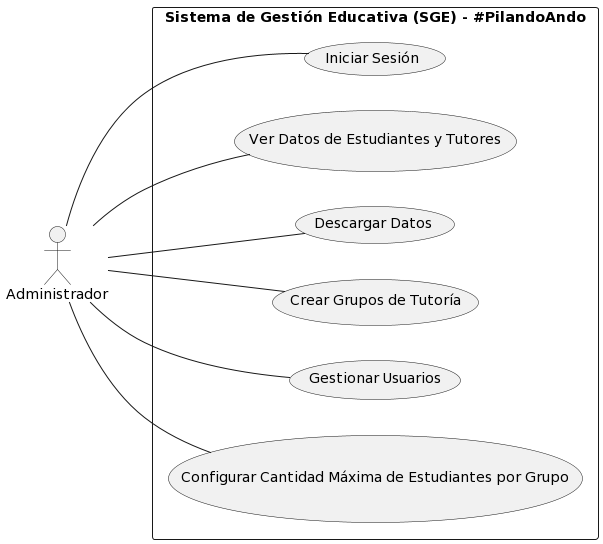 Sistema de Gestión Educativa (SGE) - #PilandoAndo
Iniciar Sesión
Ver Datos de Estudiantes y Tutores
Descargar Datos
Administrador
Crear Grupos de Tutoría
Gestionar Usuarios
Configurar Cantidad Máxima de Estudiantes por Grupo